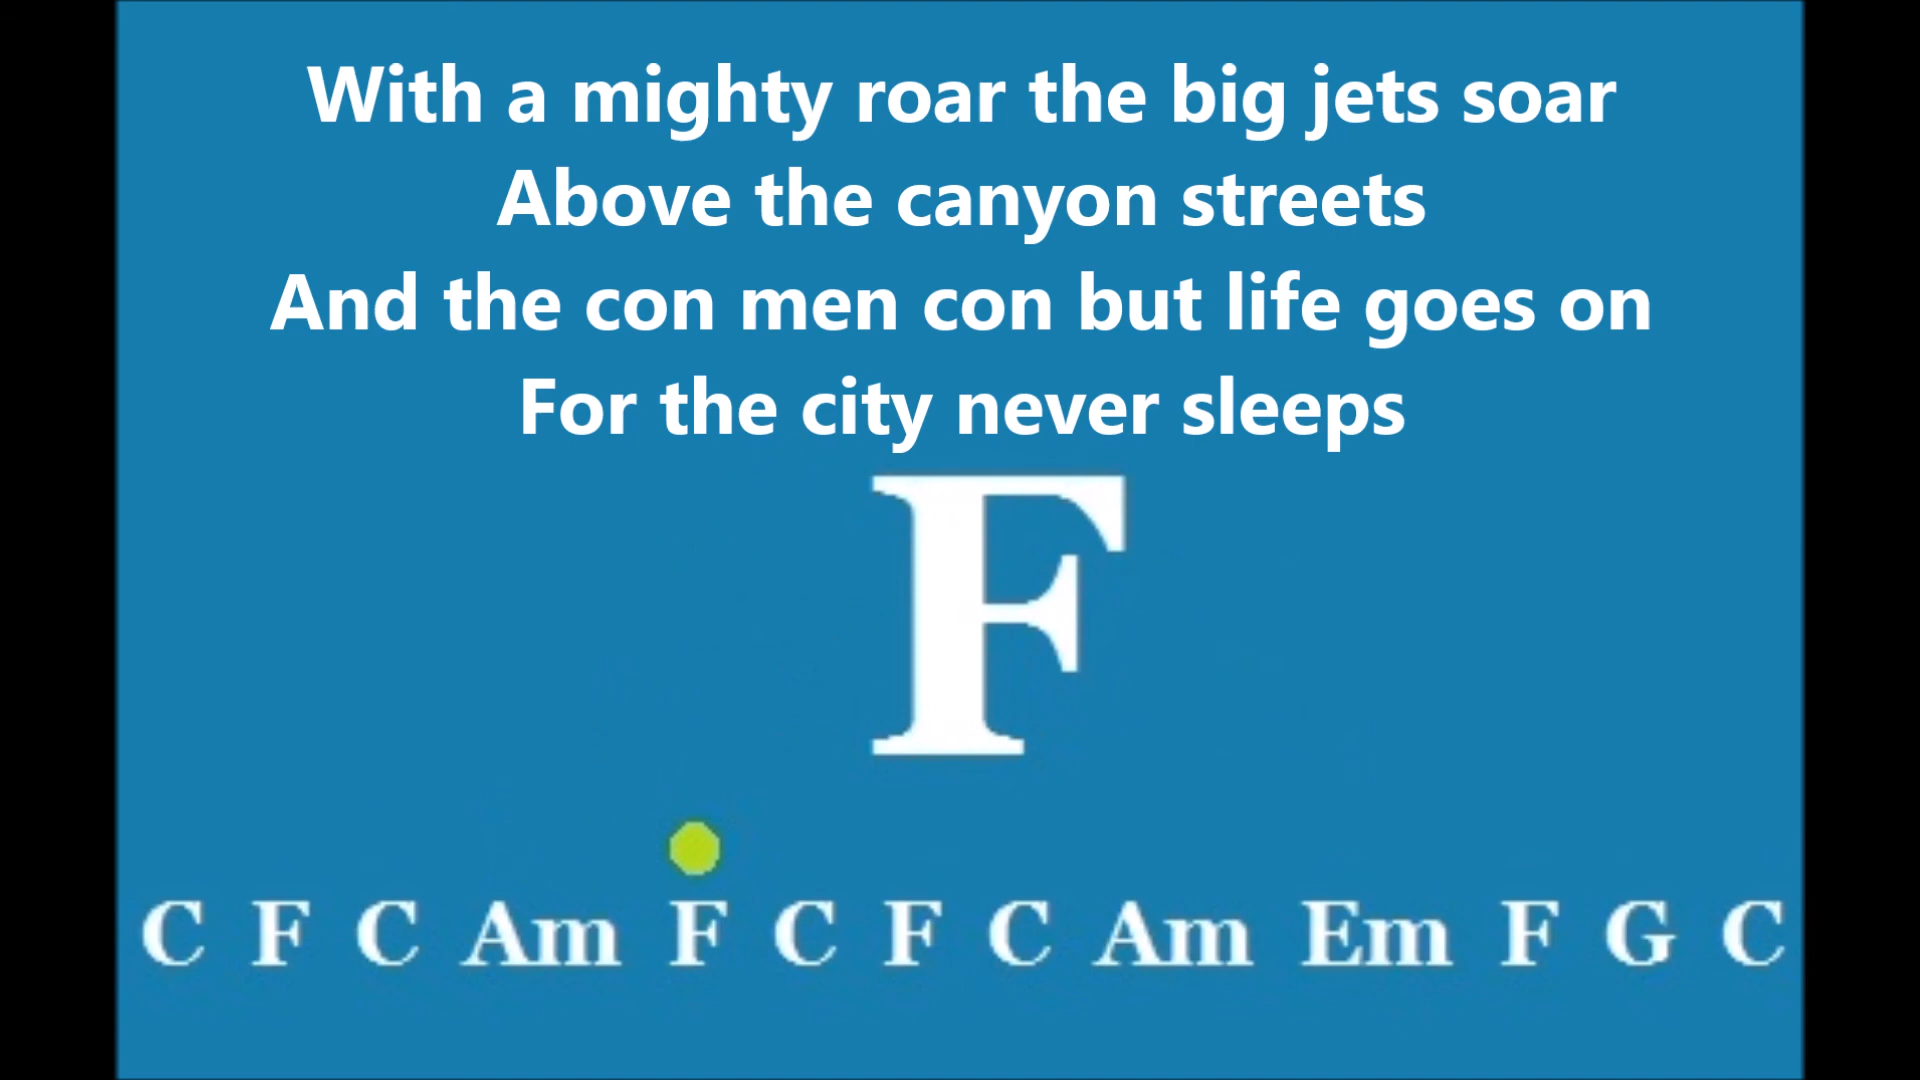 With a mighty roar the big jets soar
Above the canyon streets
And the con men con but life goes on
For the city never sleeps
F
C F C Am F C F C Am Em F G C